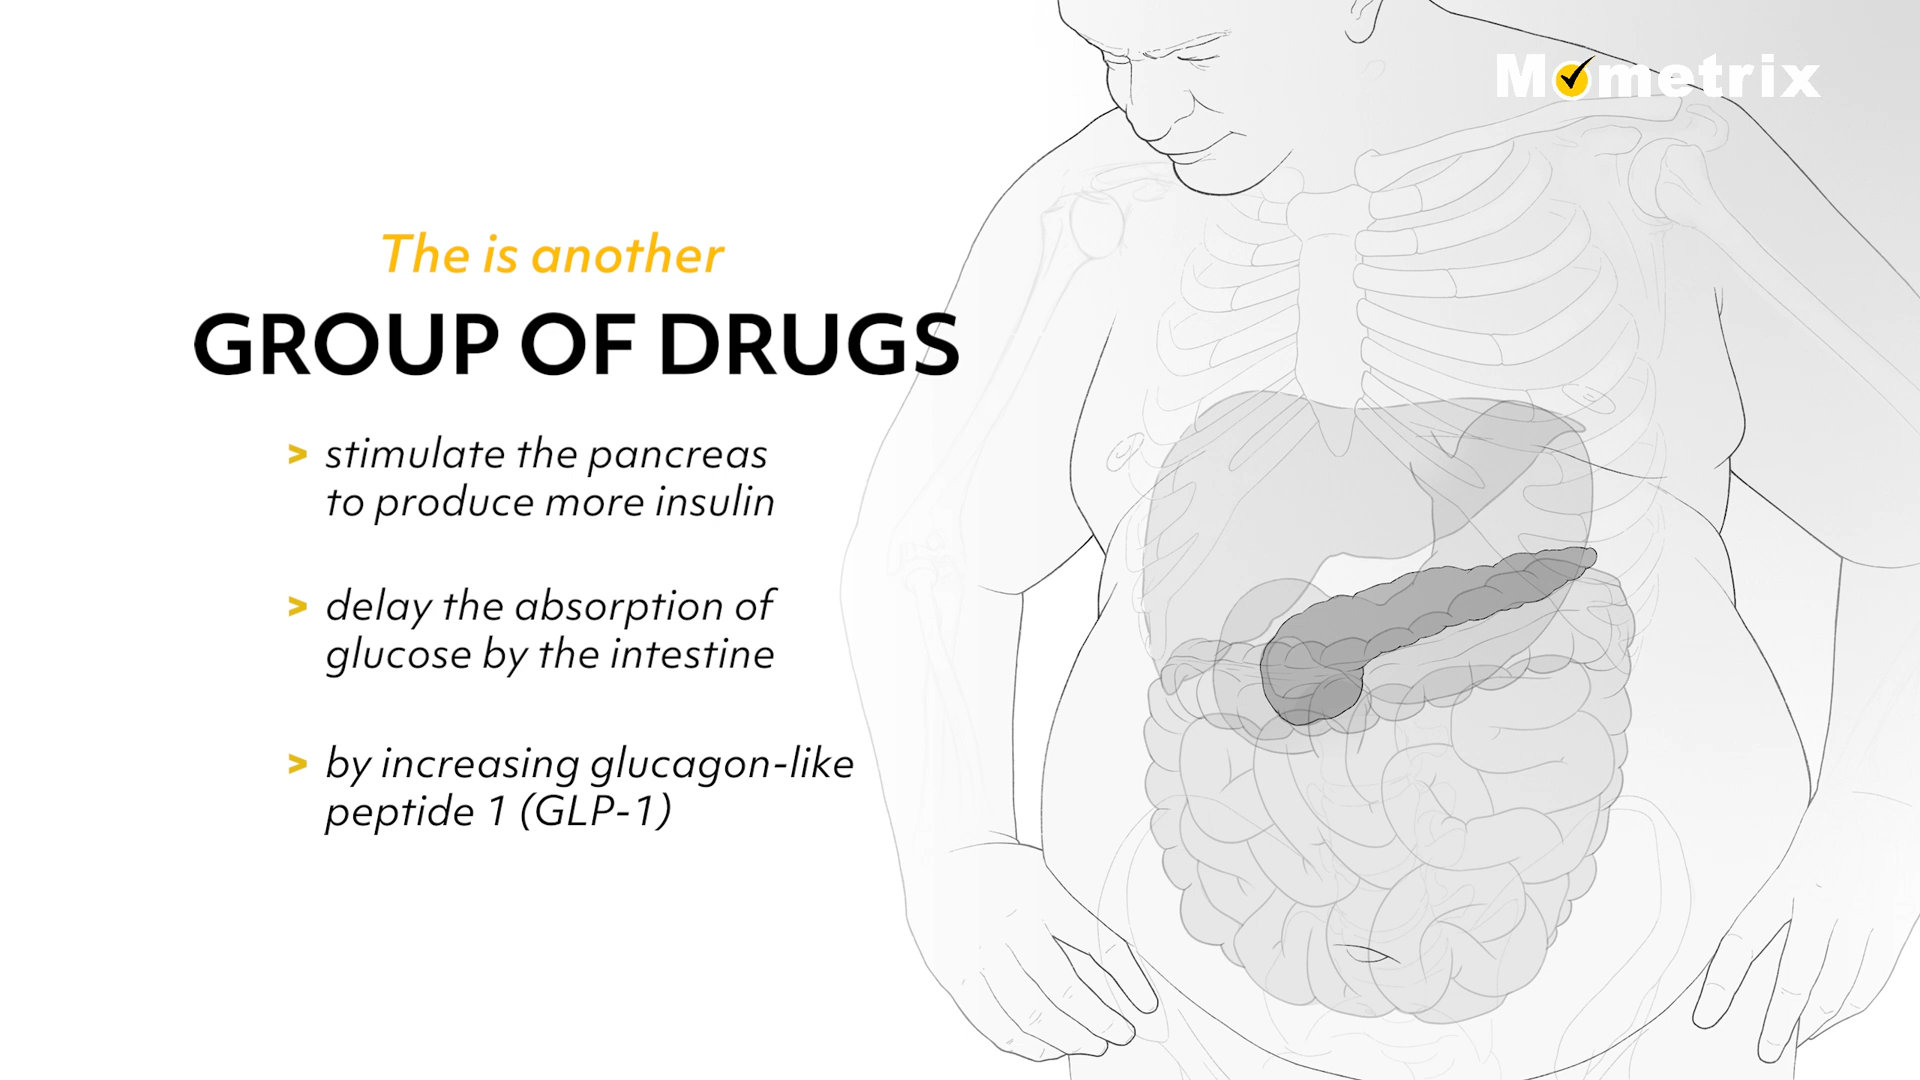 Mometrix
The is another
GROUP OF DRUGS
> stimulate the pancreas
to produce more insulin
> delay the absorption of
glucose by the intestine
> by increasing glucagon-like
peptide 1 (GLP-1)